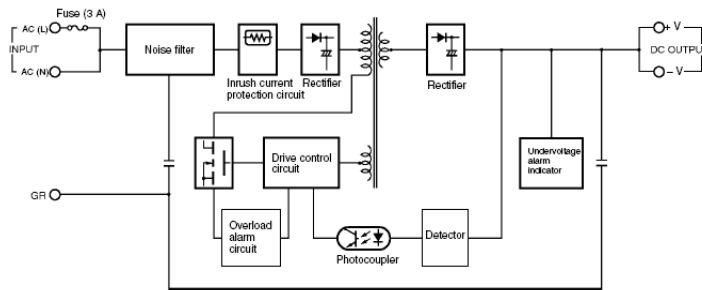 Fuse (3 A)
AC (L)
INPUT
AC (N)
Noise filter
Inrush current
protection circuit
Rectifier
Rectifier
+ V
DC OUTPUT
– V
Drive control
circuit
Undervoltage
alarm
indicator
GR
Overload
alarm
circuit
Photocoupler
Detector